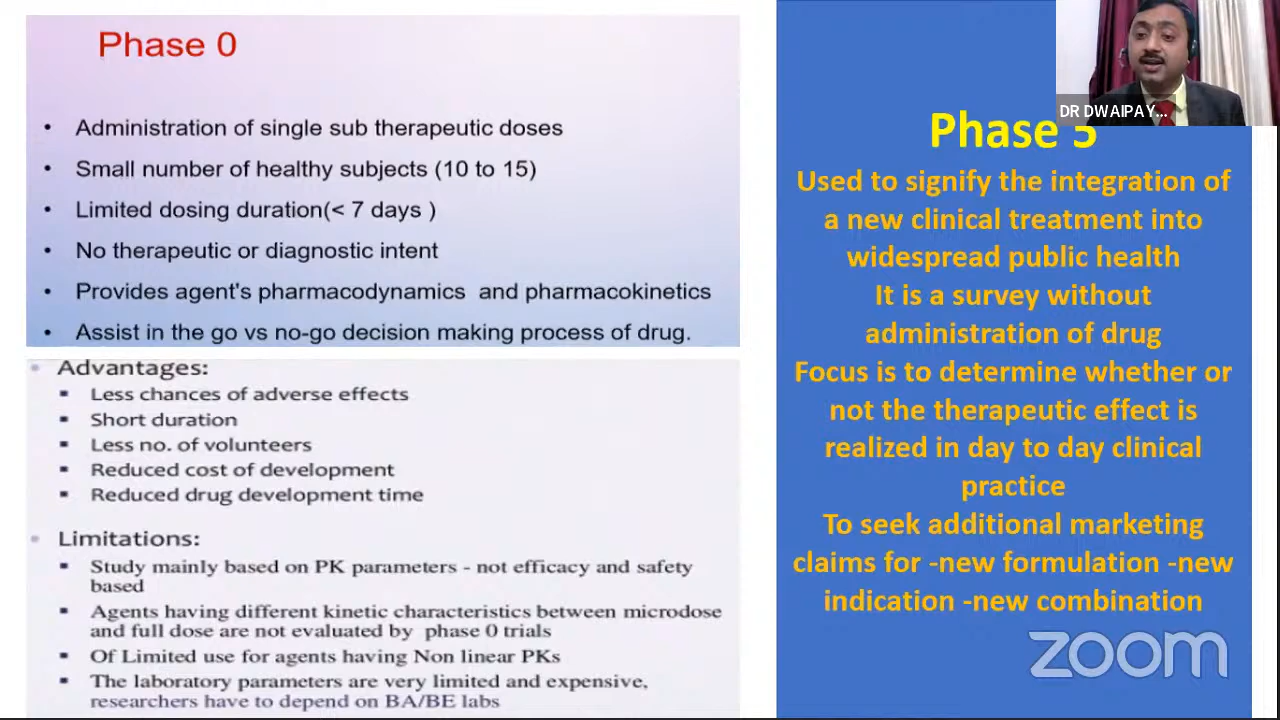 Phase 0
• Administration of single sub therapeutic doses
• Small number of healthy subjects (10 to 15)
• Limited dosing duration(< 7 days )
• No therapeutic or diagnostic intent
• Provides agent's pharmacodynamics and pharmacokinetics
• Assist in the go vs no-go decision making process of drug.
• Advantages:
▪ Less chances of adverse effects
▪ Short duration
▪ Less no. of volunteers
▪ Reduced cost of development
▪ Reduced drug development time
• Limitations:
▪ Study mainly based on PK parameters - not efficacy and safety
based
▪ Agents having different kinetic characteristics between microdose
and full dose are not evaluated by phase 0 trials
▪ Of Limited use for agents having Non linear PKs
▪ The laboratory parameters are very limited and expensive,
researchers have to depend on BA/BE labs
DR DWAIPAY...
Phase 5
Used to signify the integration of
a new clinical treatment into
widespread public health
It is a survey without
administration of drug
Focus is to determine whether or
not the therapeutic effect is
realized in day to day clinical
practice
To seek additional marketing
claims for -new formulation -new
indication -new combination
zoom